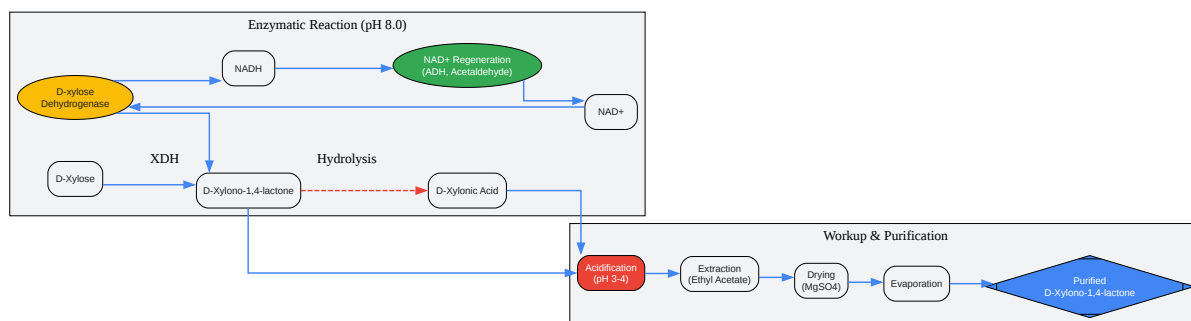 Enzymatic Reaction (pH 8.0)
NADH
NAD+ Regeneration
(ADH, Acetaldehyde)
D-xylose
Dehydrogenase
NAD+
XDH
Hydrolysis
D-Xylose
D-Xylono-1,4-lactone
D-Xylonic Acid
Workup & Purification
Acidification
(pH 3-4)
Extraction
(Ethyl Acetate)
Drying
(MgSO4)
Evaporation
Purified
D-Xylono-1,4-lactone